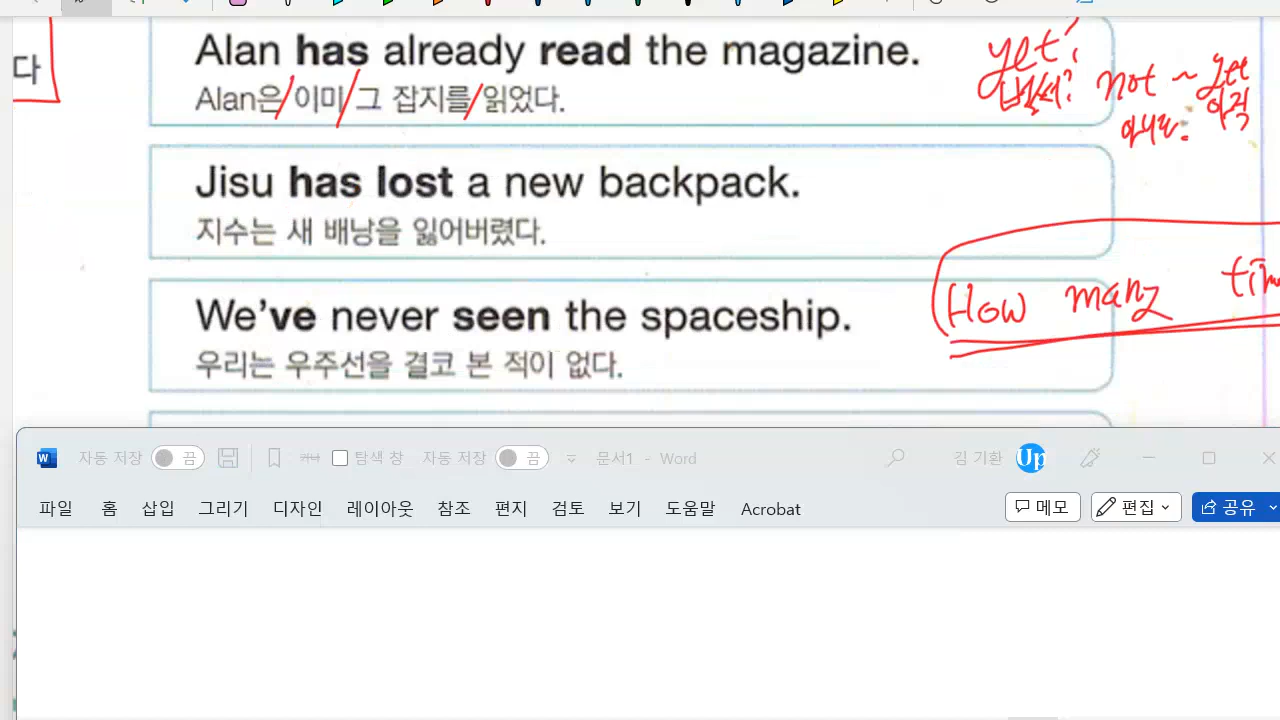 다
Alan has already read the magazine.
Alan은/이미/그 잡지를/읽었다.
yet?
벌써?
not ~ yet
아직
아니다.
Jisu has lost a new backpack.
지수는 새 배낭을 잃어버렸다.
We've never seen the spaceship.
우리는 우주선을 결코 본 적이 없다.
How many tim
자동 저장 끔 가나 탐색 창 자동 저장 끔 문서1 - Word 김 기환 Up
파일 홈 삽입 그리기 디자인 레이아웃 참조 편지 검토 보기 도움말 Acrobat 메모 편집 공유